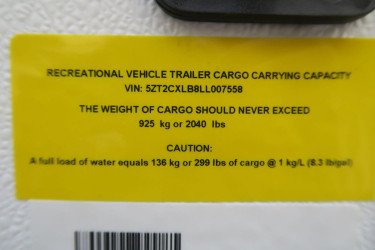 RECREATIONAL VEHICLE TRAILER CARGO CARRYING CAPACITY
VIN: 5ZT2CXLB8LL007558
THE WEIGHT OF CARGO SHOULD NEVER EXCEED
925 kg or 2040 lbs
CAUTION:
A full load of water equals 136 kg or 299 lbs of cargo @ 1 kg/L (8.3 lb/gal)